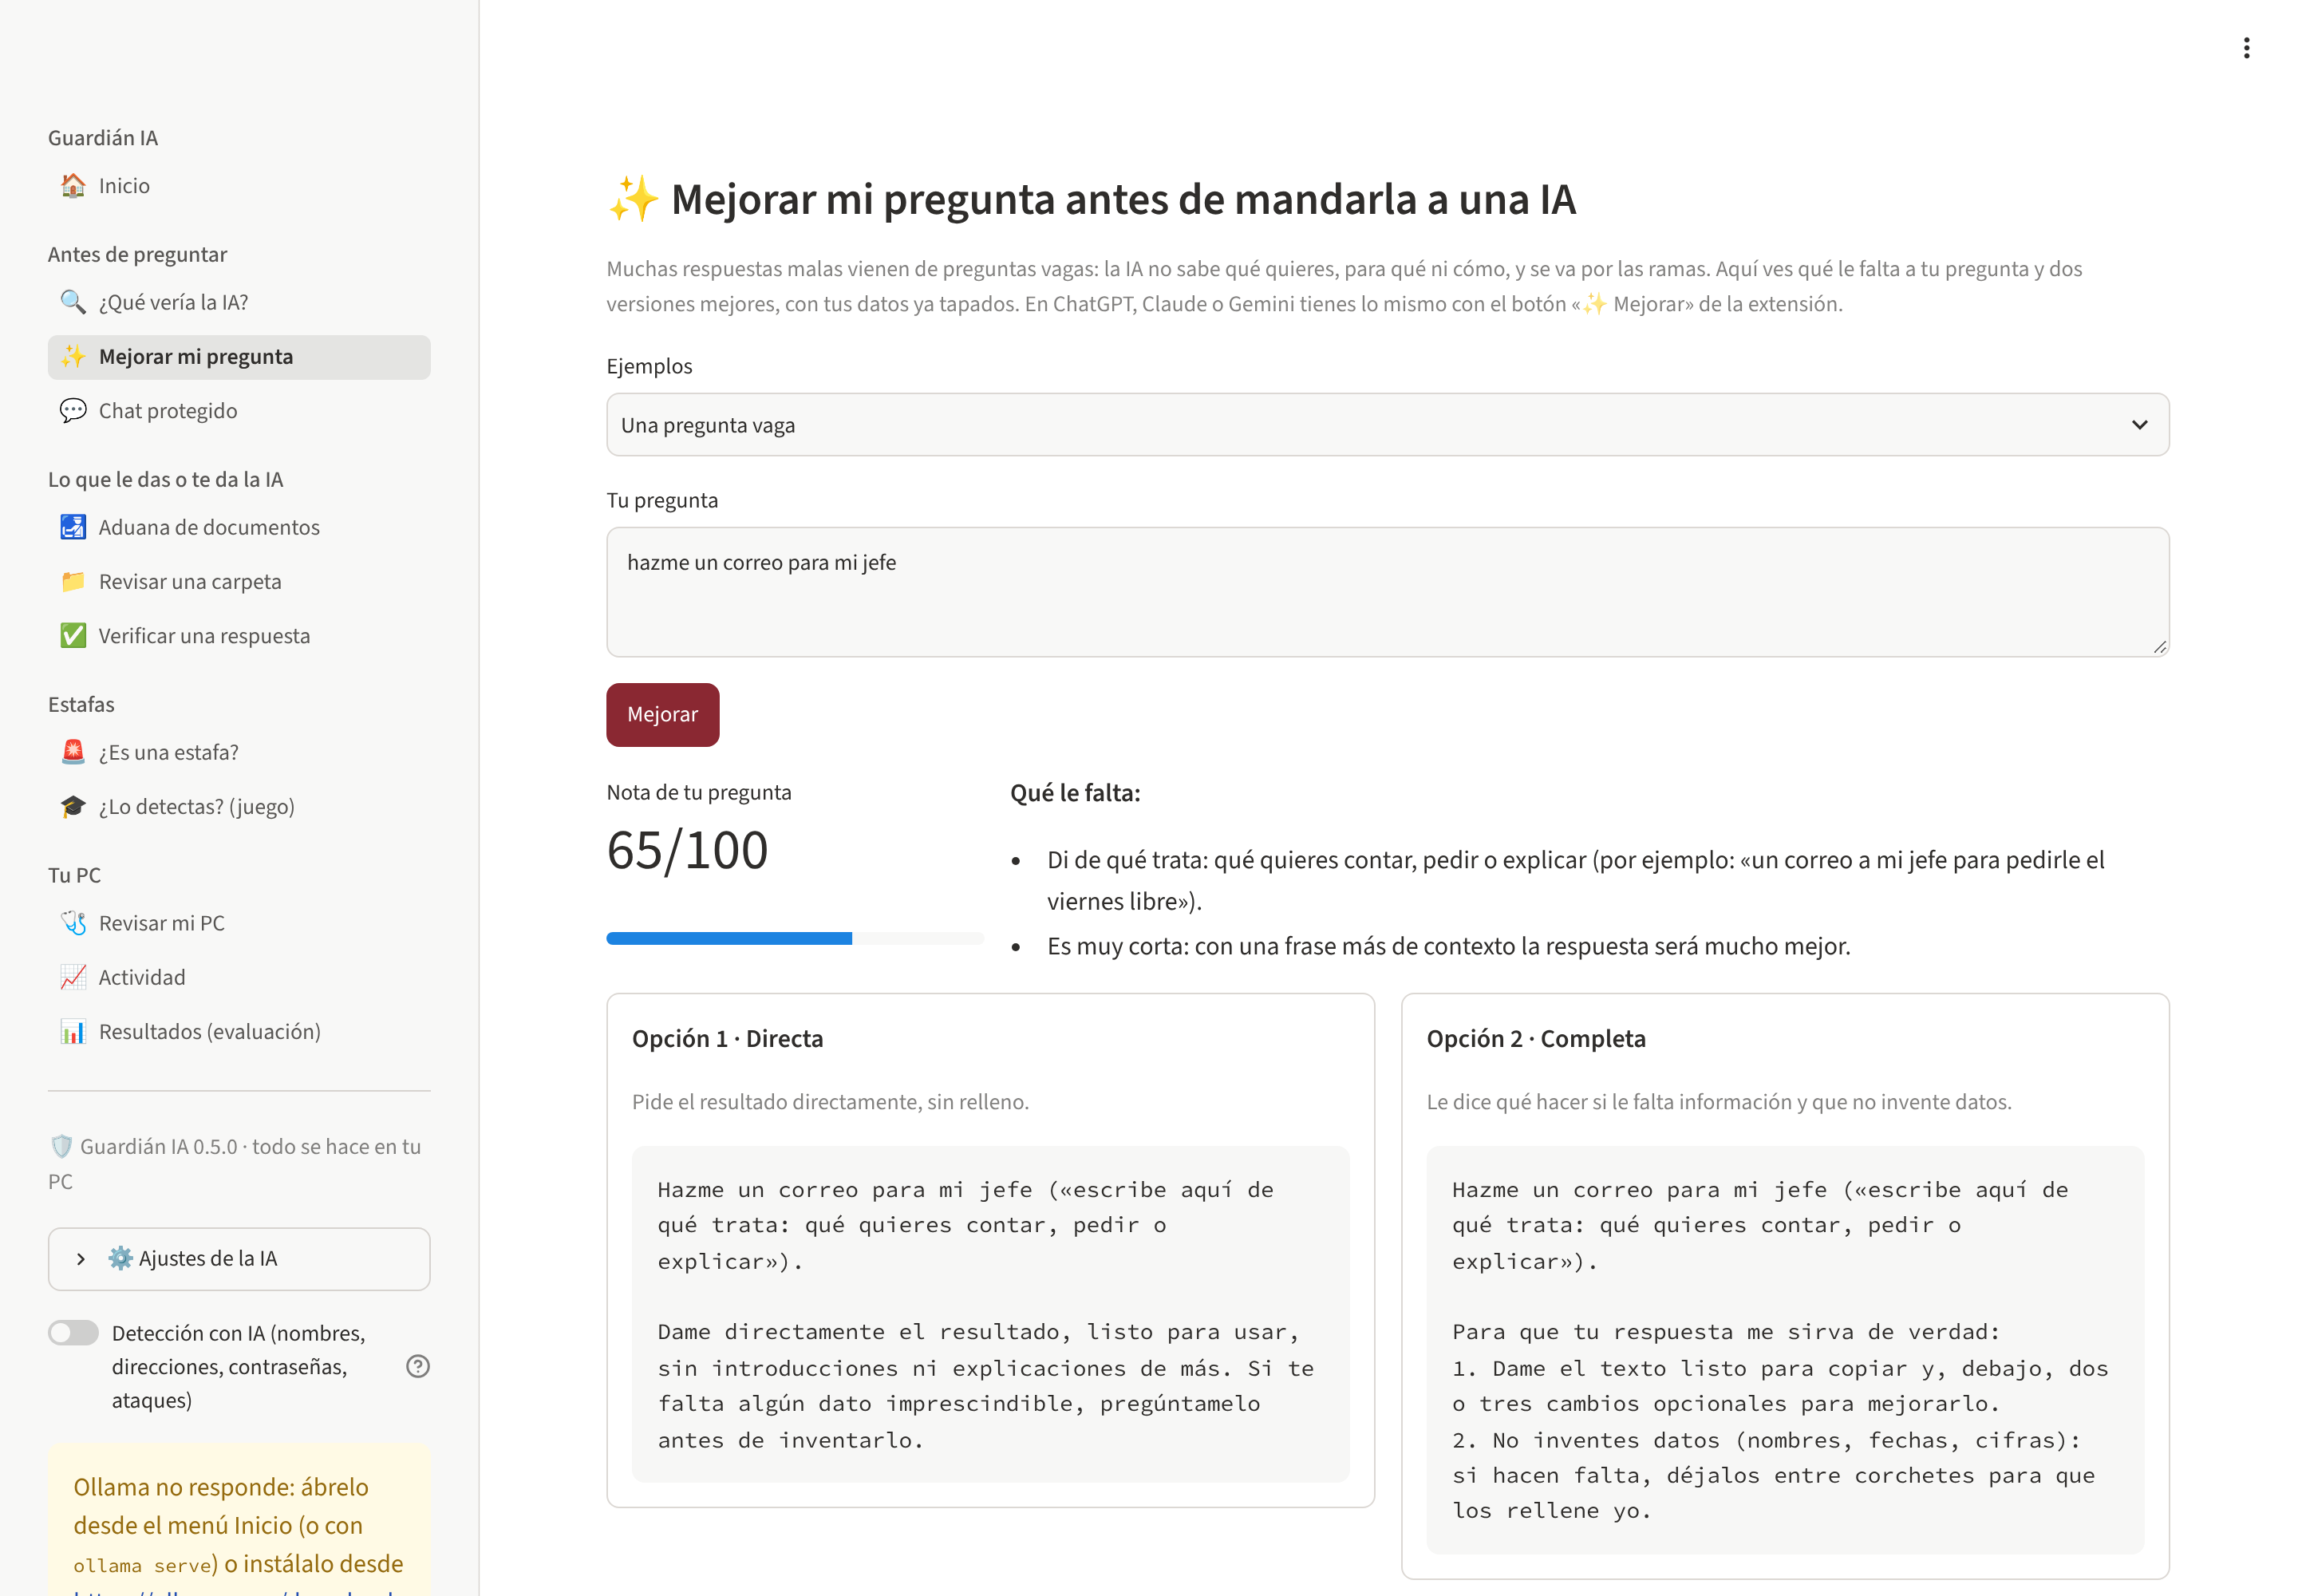 Guardián IA
🏠 Inicio
Antes de preguntar
🔍 ¿Qué vería la IA?
✨ Mejorar mi pregunta
💬 Chat protegido
Lo que le das o te da la IA
🛃 Aduana de documentos
📁 Revisar una carpeta
✅ Verificar una respuesta
Estafas
🚨 ¿Es una estafa?
🎓 ¿Lo detectas? (juego)
Tu PC
🩺 Revisar mi PC
📈 Actividad
📊 Resultados (evaluación)
🛡️ Guardián IA 0.5.0 · todo se hace en tu
PC
⚙️ Ajustes de la IA
Detección con IA (nombres,
direcciones, contraseñas,
ataques)
Ollama no responde: ábrelo
desde el menú Inicio (o con
ollama serve) o instálalo desde
✨ Mejorar mi pregunta antes de mandarla a una IA
Muchas respuestas malas vienen de preguntas vagas: la IA no sabe qué quieres, para qué ni cómo, y se va por las ramas. Aquí ves qué le falta a tu pregunta y dos
versiones mejores, con tus datos ya tapados. En ChatGPT, Claude o Gemini tienes lo mismo con el botón «✨ Mejorar» de la extensión.
Ejemplos
Una pregunta vaga
Tu pregunta
hazme un correo para mi jefe
Mejorar
Nota de tu pregunta
65/100
Qué le falta:
• Di de qué trata: qué quieres contar, pedir o explicar (por ejemplo: «un correo a mi jefe para pedirle el
viernes libre»).
• Es muy corta: con una frase más de contexto la respuesta será mucho mejor.
Opción 1 · Directa
Pide el resultado directamente, sin relleno.
Hazme un correo para mi jefe («escribe aquí de
qué trata: qué quieres contar, pedir o
explicar»).
Dame directamente el resultado, listo para usar,
sin introducciones ni explicaciones de más. Si te
falta algún dato imprescindible, pregúntamelo
antes de inventarlo.
Opción 2 · Completa
Le dice qué hacer si le falta información y que no invente datos.
Hazme un correo para mi jefe («escribe aquí de
qué trata: qué quieres contar, pedir o
explicar»).
Para que tu respuesta me sirva de verdad:
1. Dame el texto listo para copiar y, debajo, dos
o tres cambios opcionales para mejorarlo.
2. No inventes datos (nombres, fechas, cifras):
si hacen falta, déjalos entre corchetes para que
los rellene yo.